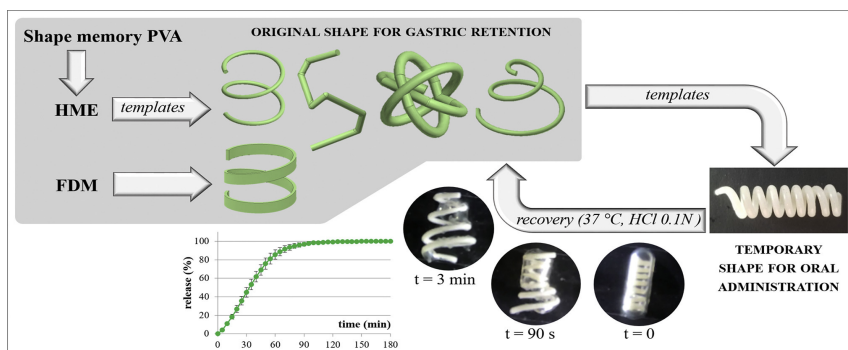 Shape memory PVA
ORIGINAL SHAPE FOR GASTRIC RETENTION
HME
templates
templates
FDM
recovery (37 °C, HCl 0.1N )
TEMPORARY
SHAPE FOR ORAL
ADMINISTRATION
t = 3 min
t = 90 s
t = 0
release (%)
100
80
60
40
20
0
time (min)
0 30 60 90 120 150 180